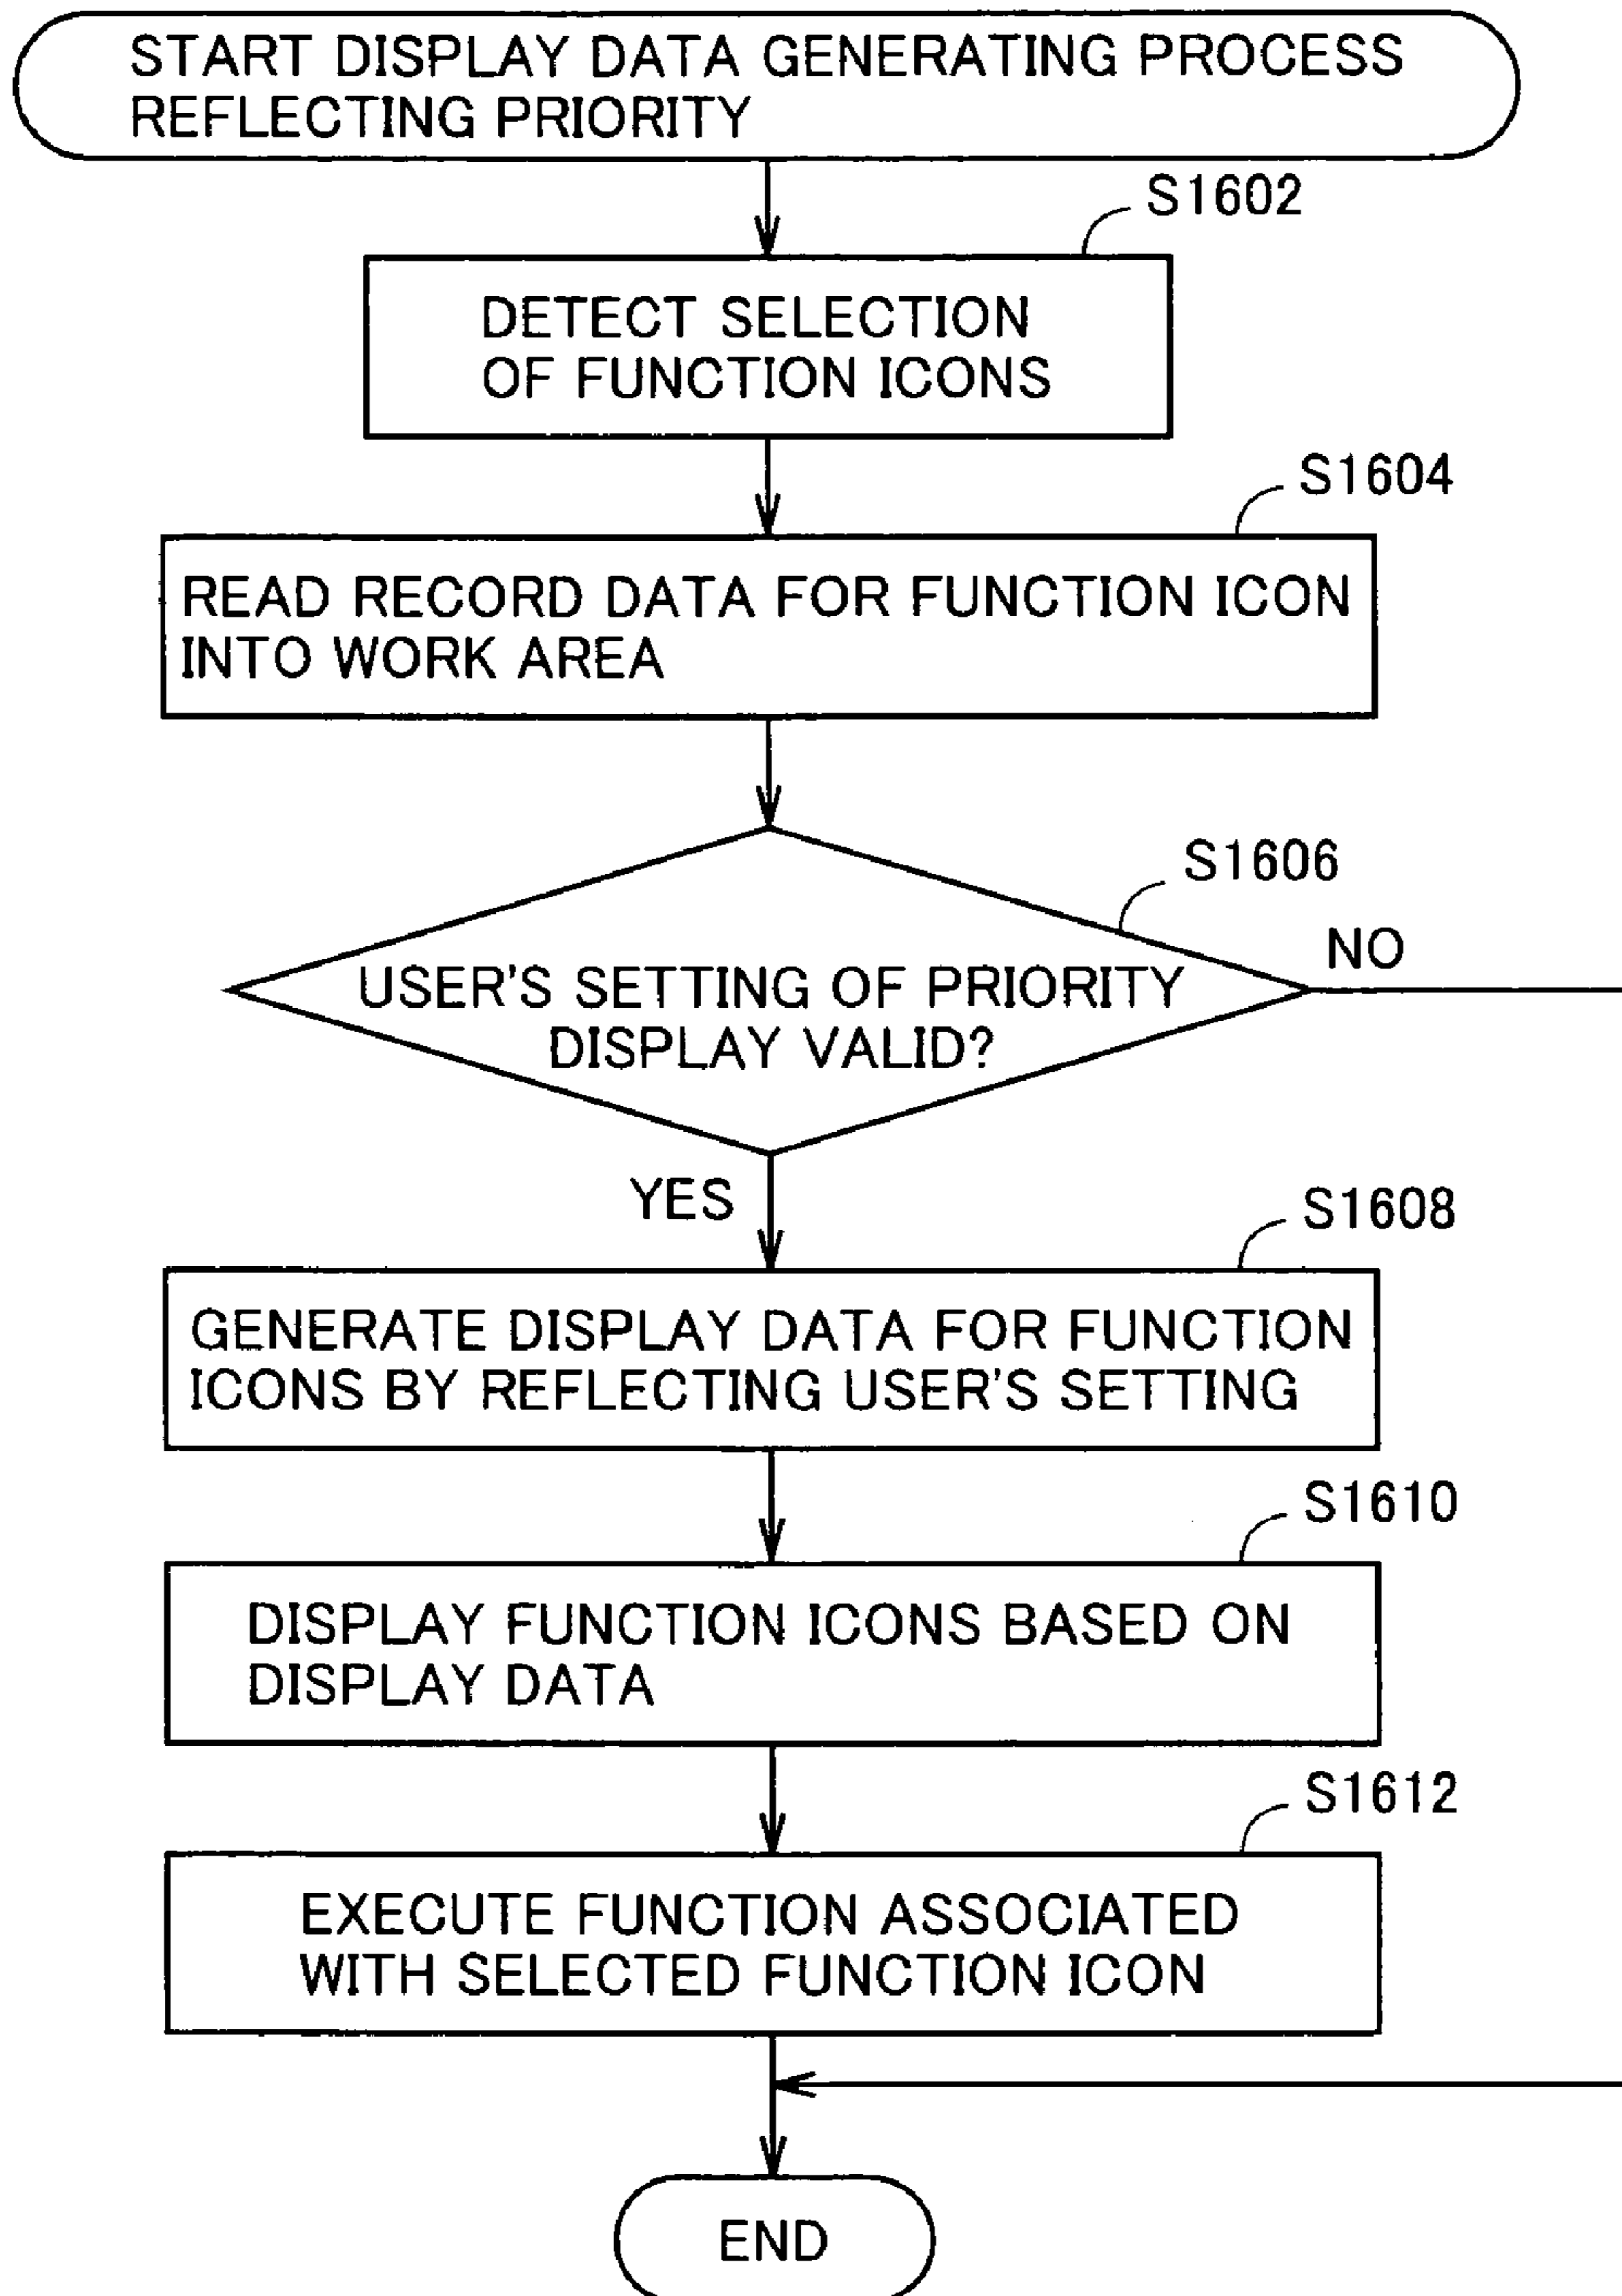 START DISPLAY DATA GENERATING PROCESS
REFLECTING PRIORITY
S1602
DETECT SELECTION
OF FUNCTION ICONS
S1604
READ RECORD DATA FOR FUNCTION ICON
INTO WORK AREA
S1606
NO
USER'S SETTING OF PRIORITY
DISPLAY VALID?
YES
S1608
GENERATE DISPLAY DATA FOR FUNCTION
ICONS BY REFLECTING USER'S SETTING
S1610
DISPLAY FUNCTION ICONS BASED ON
DISPLAY DATA
S1612
EXECUTE FUNCTION ASSOCIATED
WITH SELECTED FUNCTION ICON
END